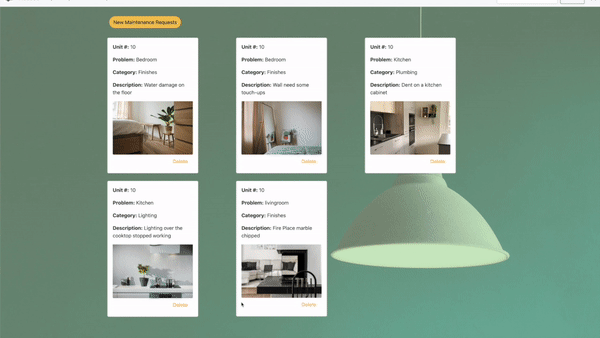 New Maintenance Requests
Unit #: 10
Problem: Bedroom
Category: Finishes
Description: Water damage on
the floor
Delete
Unit #: 10
Problem: Bedroom
Category: Finishes
Description: Wall need some
touch-ups
Delete
Unit #: 10
Problem: Kitchen
Category: Plumbing
Description: Dent on a kitchen
cabinet
Delete
Unit #: 10
Problem: Kitchen
Category: Lighting
Description: Lighting over the
cooktop stopped working
Delete
Unit #: 10
Problem: livingroom
Category: Finishes
Description: Fire Place marble
chipped
Delete